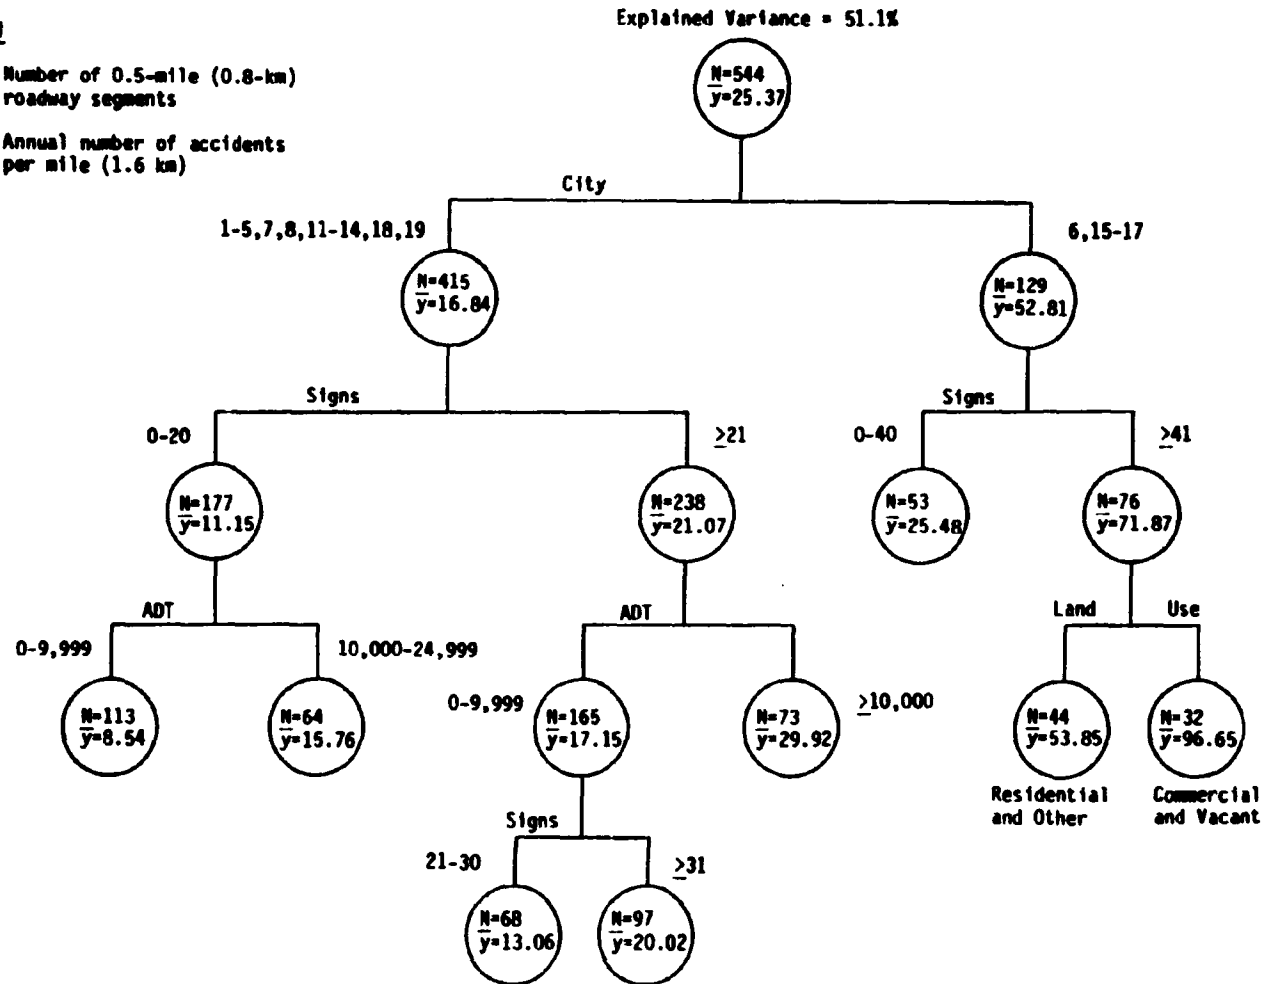 Explained Variance = 51.1%
Number of 0.5-mile (0.8-km)
roadway segments
Annual number of accidents
per mile (1.6 km)
N=544
y̅=25.37
City
1-5,7,8,11-14,18,19
6,15-17
N=415
y̅=16.84
N=129
y̅=52.81
Signs
Signs
0-20
≥21
0-40
≥41
N=177
y̅=11.15
N=238
y̅=21.07
N=53
y̅=25.48
N=76
y̅=71.87
ADT
ADT
Land Use
0-9,999
10,000-24,999
0-9,999
≥10,000
N=113
y̅=8.54
N=64
y̅=15.76
N=165
y̅=17.15
N=73
y̅=29.92
N=44
y̅=53.85
N=32
y̅=96.65
Residential
and Other
Commercial
and Vacant
Signs
21-30
≥31
N=68
y̅=13.06
N=97
y̅=20.02